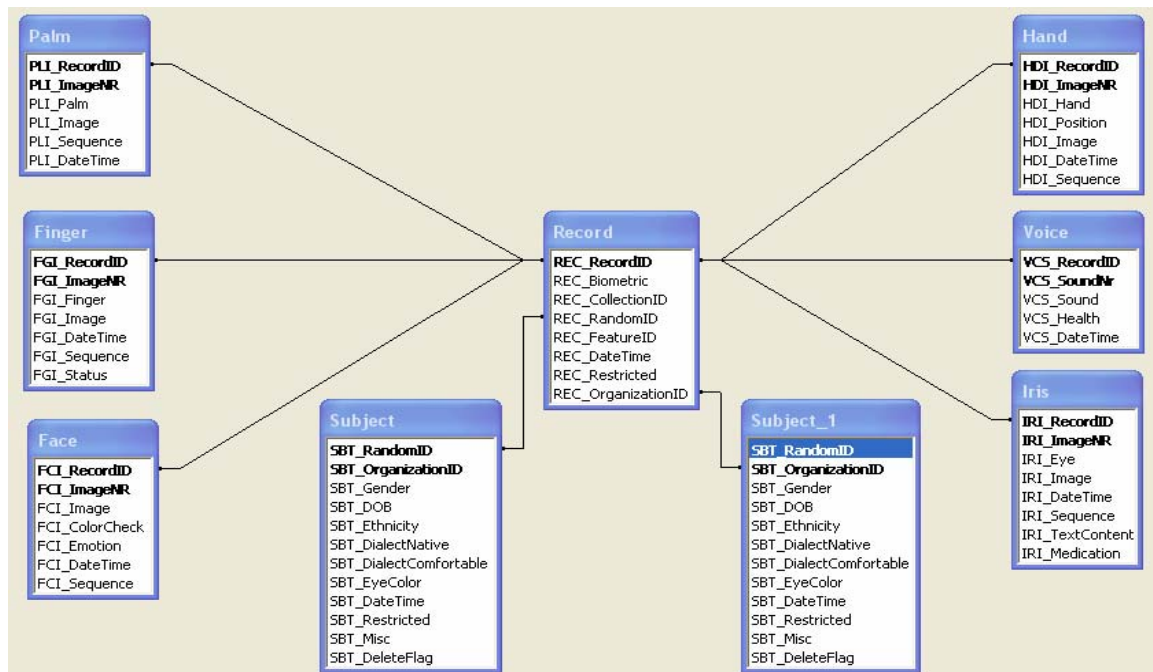 Palm
PLI_RecordID
PLI_ImageNR
PLI_Palm
PLI_Image
PLI_Sequence
PLI_DateTime
Finger
FGI_RecordID
FGI_ImageNR
FGI_Finger
FGI_Image
FGI_DateTime
FGI_Sequence
FGI_Status
Face
FCI_RecordID
FCI_ImageNR
FCI_Image
FCI_ColorCheck
FCI_Emotion
FCI_DateTime
FCI_Sequence
Subject
SBT_RandomID
SBT_OrganizationID
SBT_Gender
SBT_DOB
SBT_Ethnicity
SBT_DialectNative
SBT_DialectComfortable
SBT_EyeColor
SBT_DateTime
SBT_Restricted
SBT_Misc
SBT_DeleteFlag
Record
REC_RecordID
REC_Biometric
REC_CollectionID
REC_RandomID
REC_FeatureID
REC_DateTime
REC_Restricted
REC_OrganizationID
Subject_1
SBT_RandomID
SBT_OrganizationID
SBT_Gender
SBT_DOB
SBT_Ethnicity
SBT_DialectNative
SBT_DialectComfortable
SBT_EyeColor
SBT_DateTime
SBT_Restricted
SBT_Misc
SBT_DeleteFlag
Hand
HDI_RecordID
HDI_ImageNR
HDI_Hand
HDI_Position
HDI_Image
HDI_DateTime
HDI_Sequence
Voice
VCS_RecordID
VCS_SoundNr
VCS_Sound
VCS_Health
VCS_DateTime
Iris
IRI_RecordID
IRI_ImageNR
IRI_Eye
IRI_Image
IRI_DateTime
IRI_Sequence
IRI_TextContent
IRI_Medication